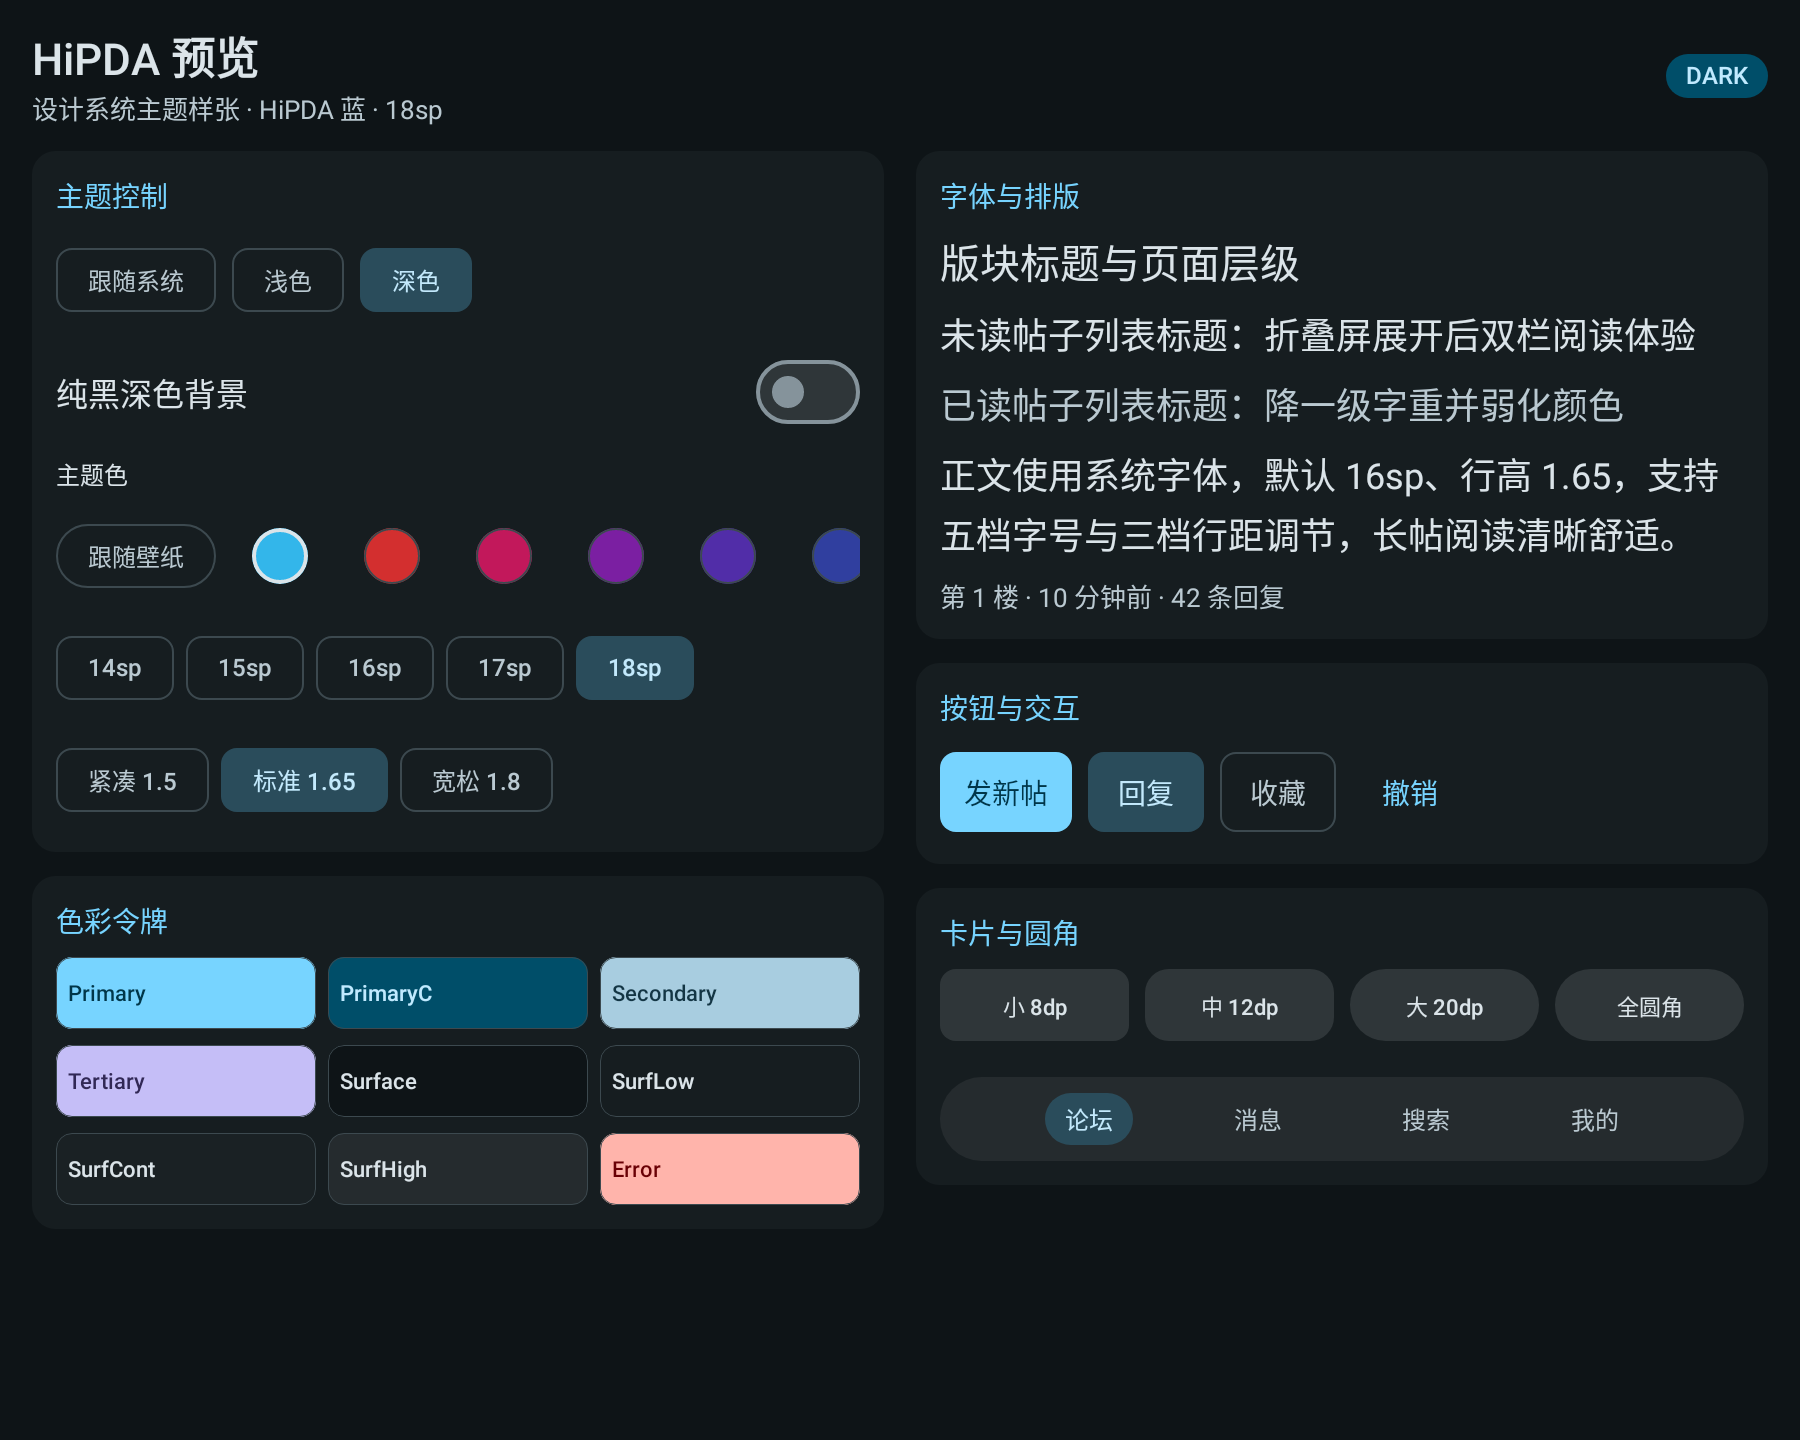 HiPDA 预览
设计系统主题样张 · HiPDA 蓝 · 18sp
DARK
主题控制
跟随系统
浅色
深色
纯黑深色背景
主题色
跟随壁纸
14sp
15sp
16sp
17sp
18sp
紧凑 1.5
标准 1.65
宽松 1.8
色彩令牌
Primary
PrimaryC
Secondary
Tertiary
Surface
SurfLow
SurfCont
SurfHigh
Error
字体与排版
版块标题与页面层级
未读帖子列表标题：折叠屏展开后双栏阅读体验
已读帖子列表标题：降一级字重并弱化颜色
正文使用系统字体，默认 16sp、行高 1.65，支持
五档字号与三档行距调节，长帖阅读清晰舒适。
第 1 楼 · 10 分钟前 · 42 条回复
按钮与交互
发新帖
回复
收藏
撤销
卡片与圆角
小 8dp
中 12dp
大 20dp
全圆角
论坛
消息
搜索
我的